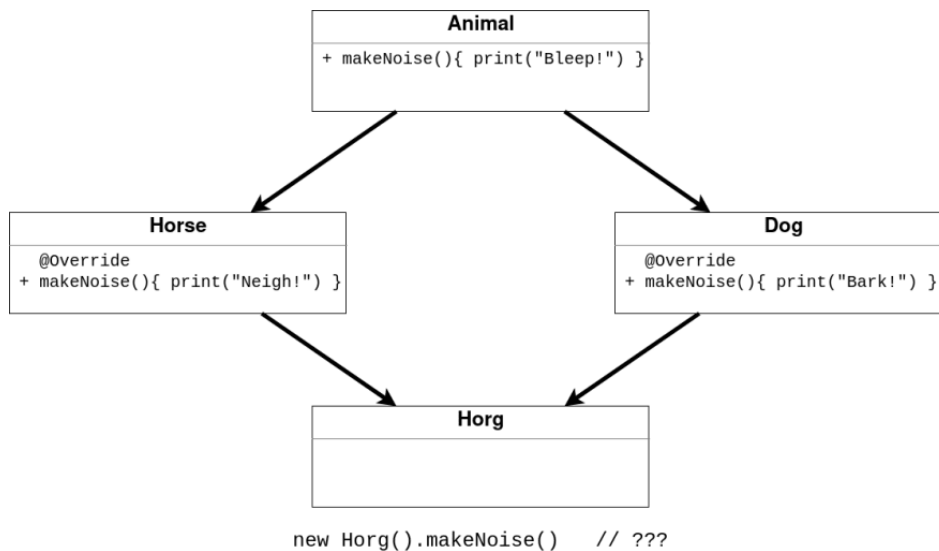 Animal
+ makeNoise(){ print("Bleep!") }
Horse
@Override
+ makeNoise(){ print("Neigh!") }
Dog
@Override
+ makeNoise(){ print("Bark!") }
Horg
new Horg().makeNoise()   // ???